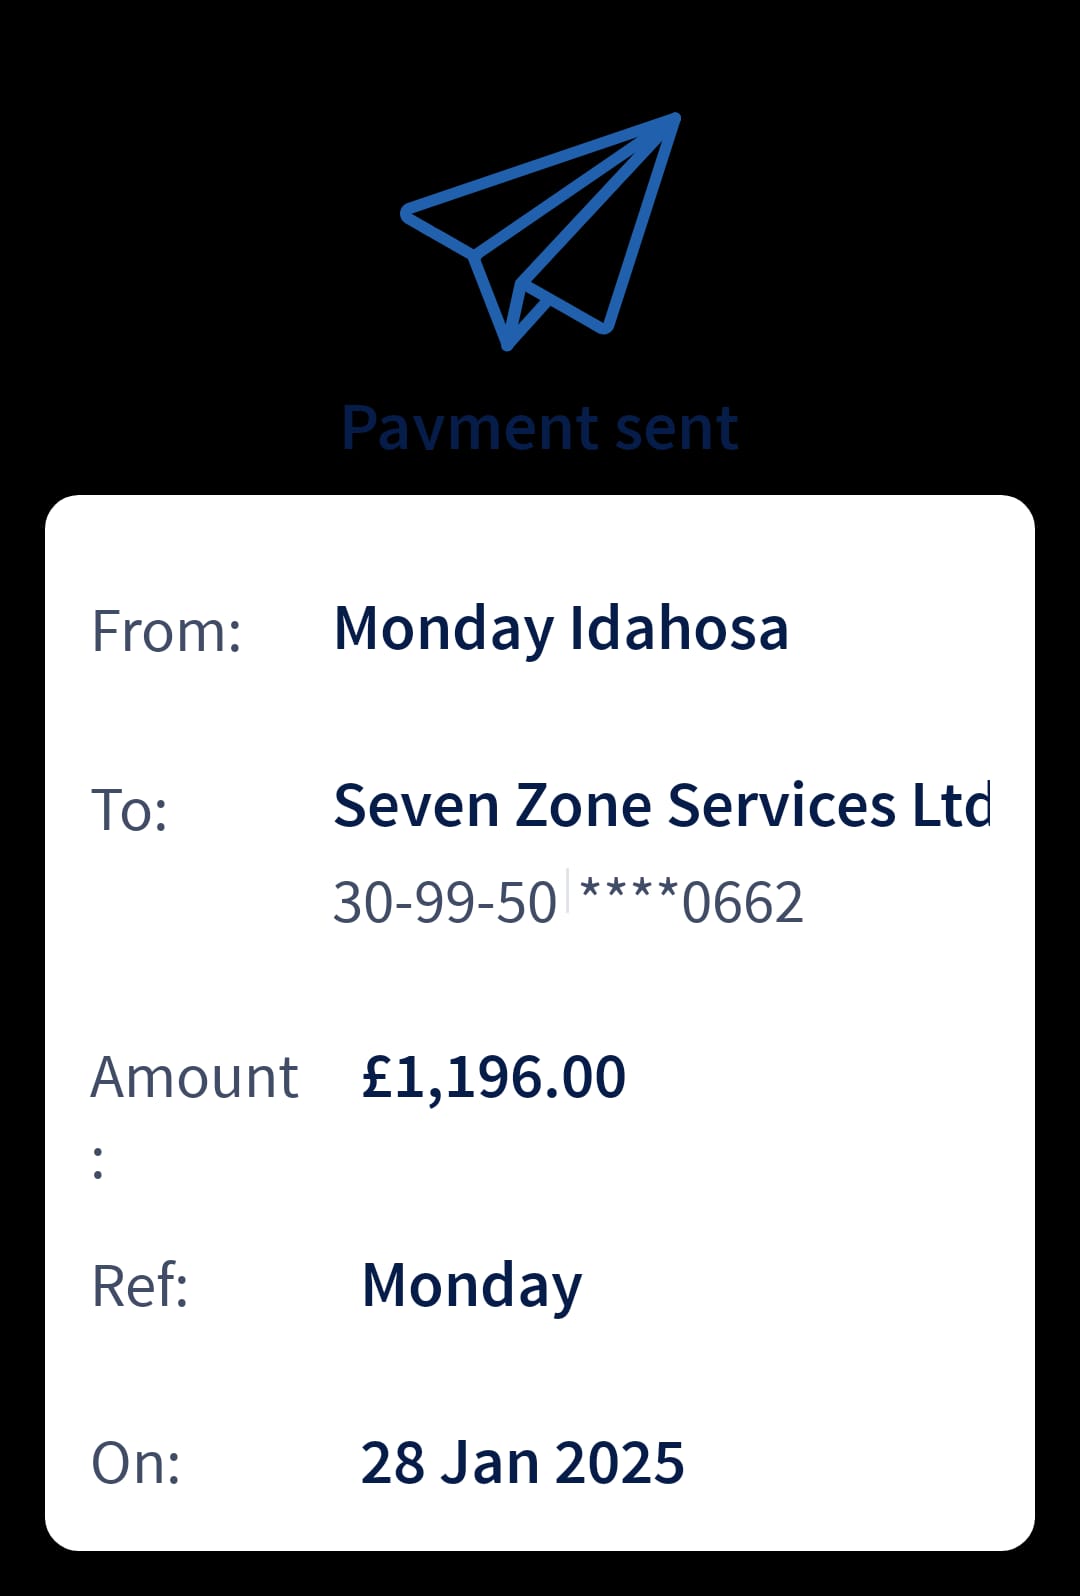 Payment sent
From: Monday Idahosa
To: Seven Zone Services Ltd
30-99-50 ****0662
Amount: £1,196.00
Ref: Monday
On: 28 Jan 2025